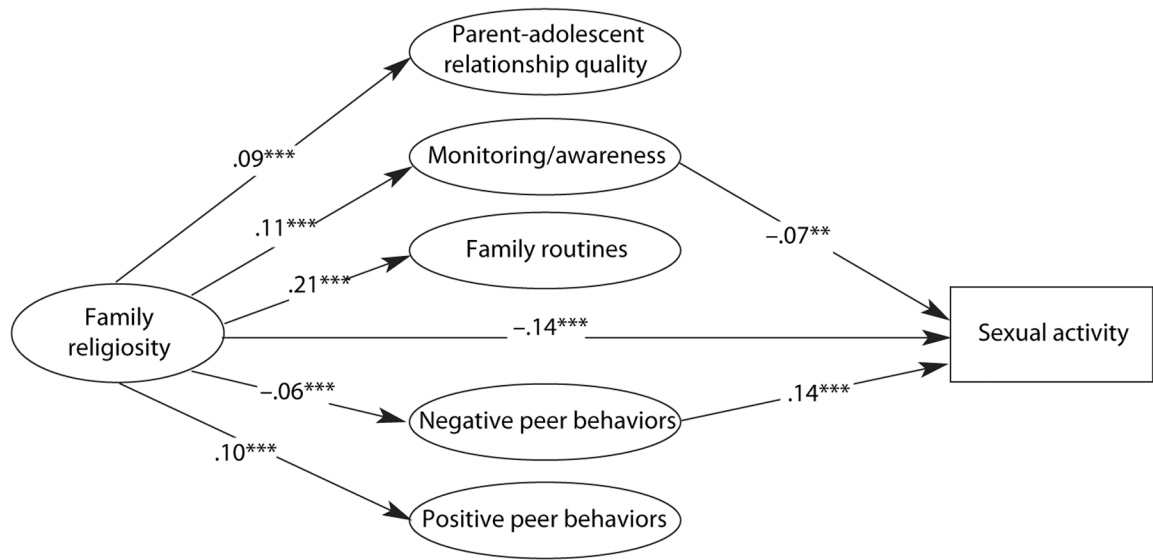 Parent-adolescent
relationship quality
.09***
Monitoring/awareness
.11***
–.07**
Family routines
.21***
Family
religiosity
–.14***
Sexual activity
–.06***
.14***
Negative peer behaviors
.10***
Positive peer behaviors